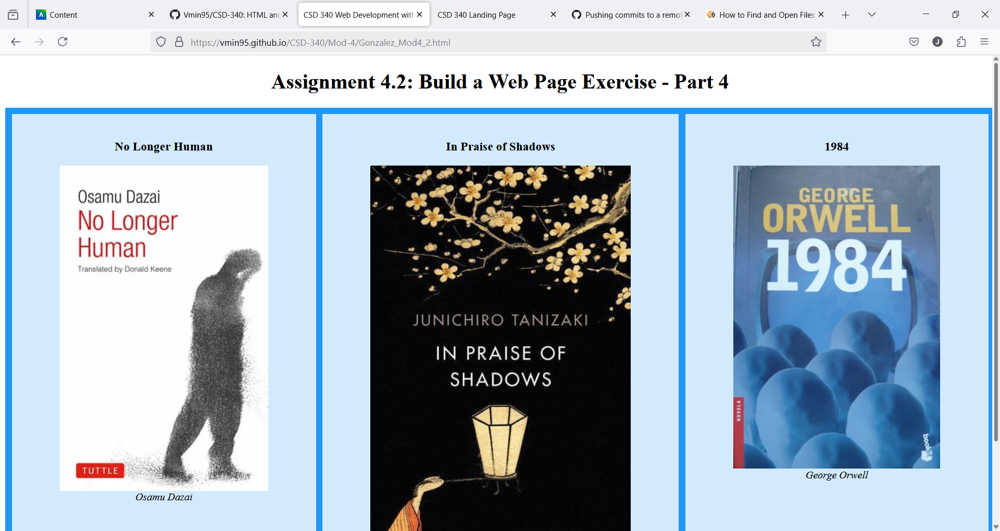 Content
Vmin95/CSD-340: HTML and
CSD 340 Web Development with
CSD 340 Landing Page
Pushing commits to a remot
How to Find and Open Files
https://vmin95.github.io/CSD-340/Mod-4/Gonzalez_Mod4_2.html
J
Assignment 4.2: Build a Web Page Exercise - Part 4
No Longer Human
Osamu Dazai
No Longer
Human
Translated by Donald Keene
TUTTLE
Osamu Dazai
In Praise of Shadows
JUNICHIRO TANIZAKI
IN PRAISE OF
SHADOWS
1984
GEORGE
ORWELL
1984
NOVELA
booket
George Orwell